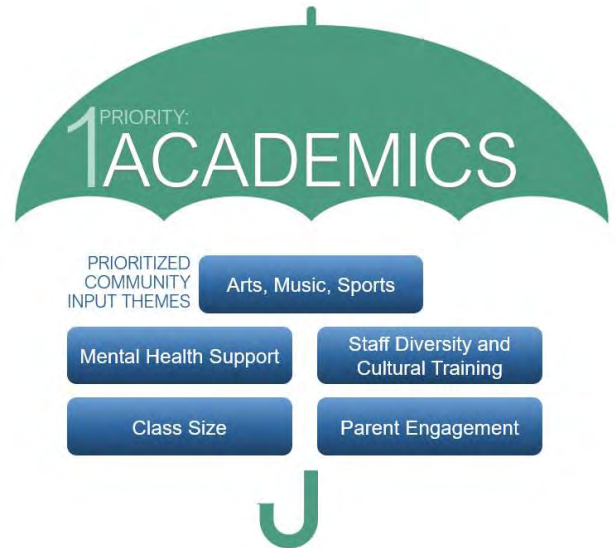 1 PRIORITY:
ACADEMICS
PRIORITIZED
COMMUNITY
INPUT THEMES
Arts, Music, Sports
Mental Health Support
Staff Diversity and
Cultural Training
Class Size
Parent Engagement